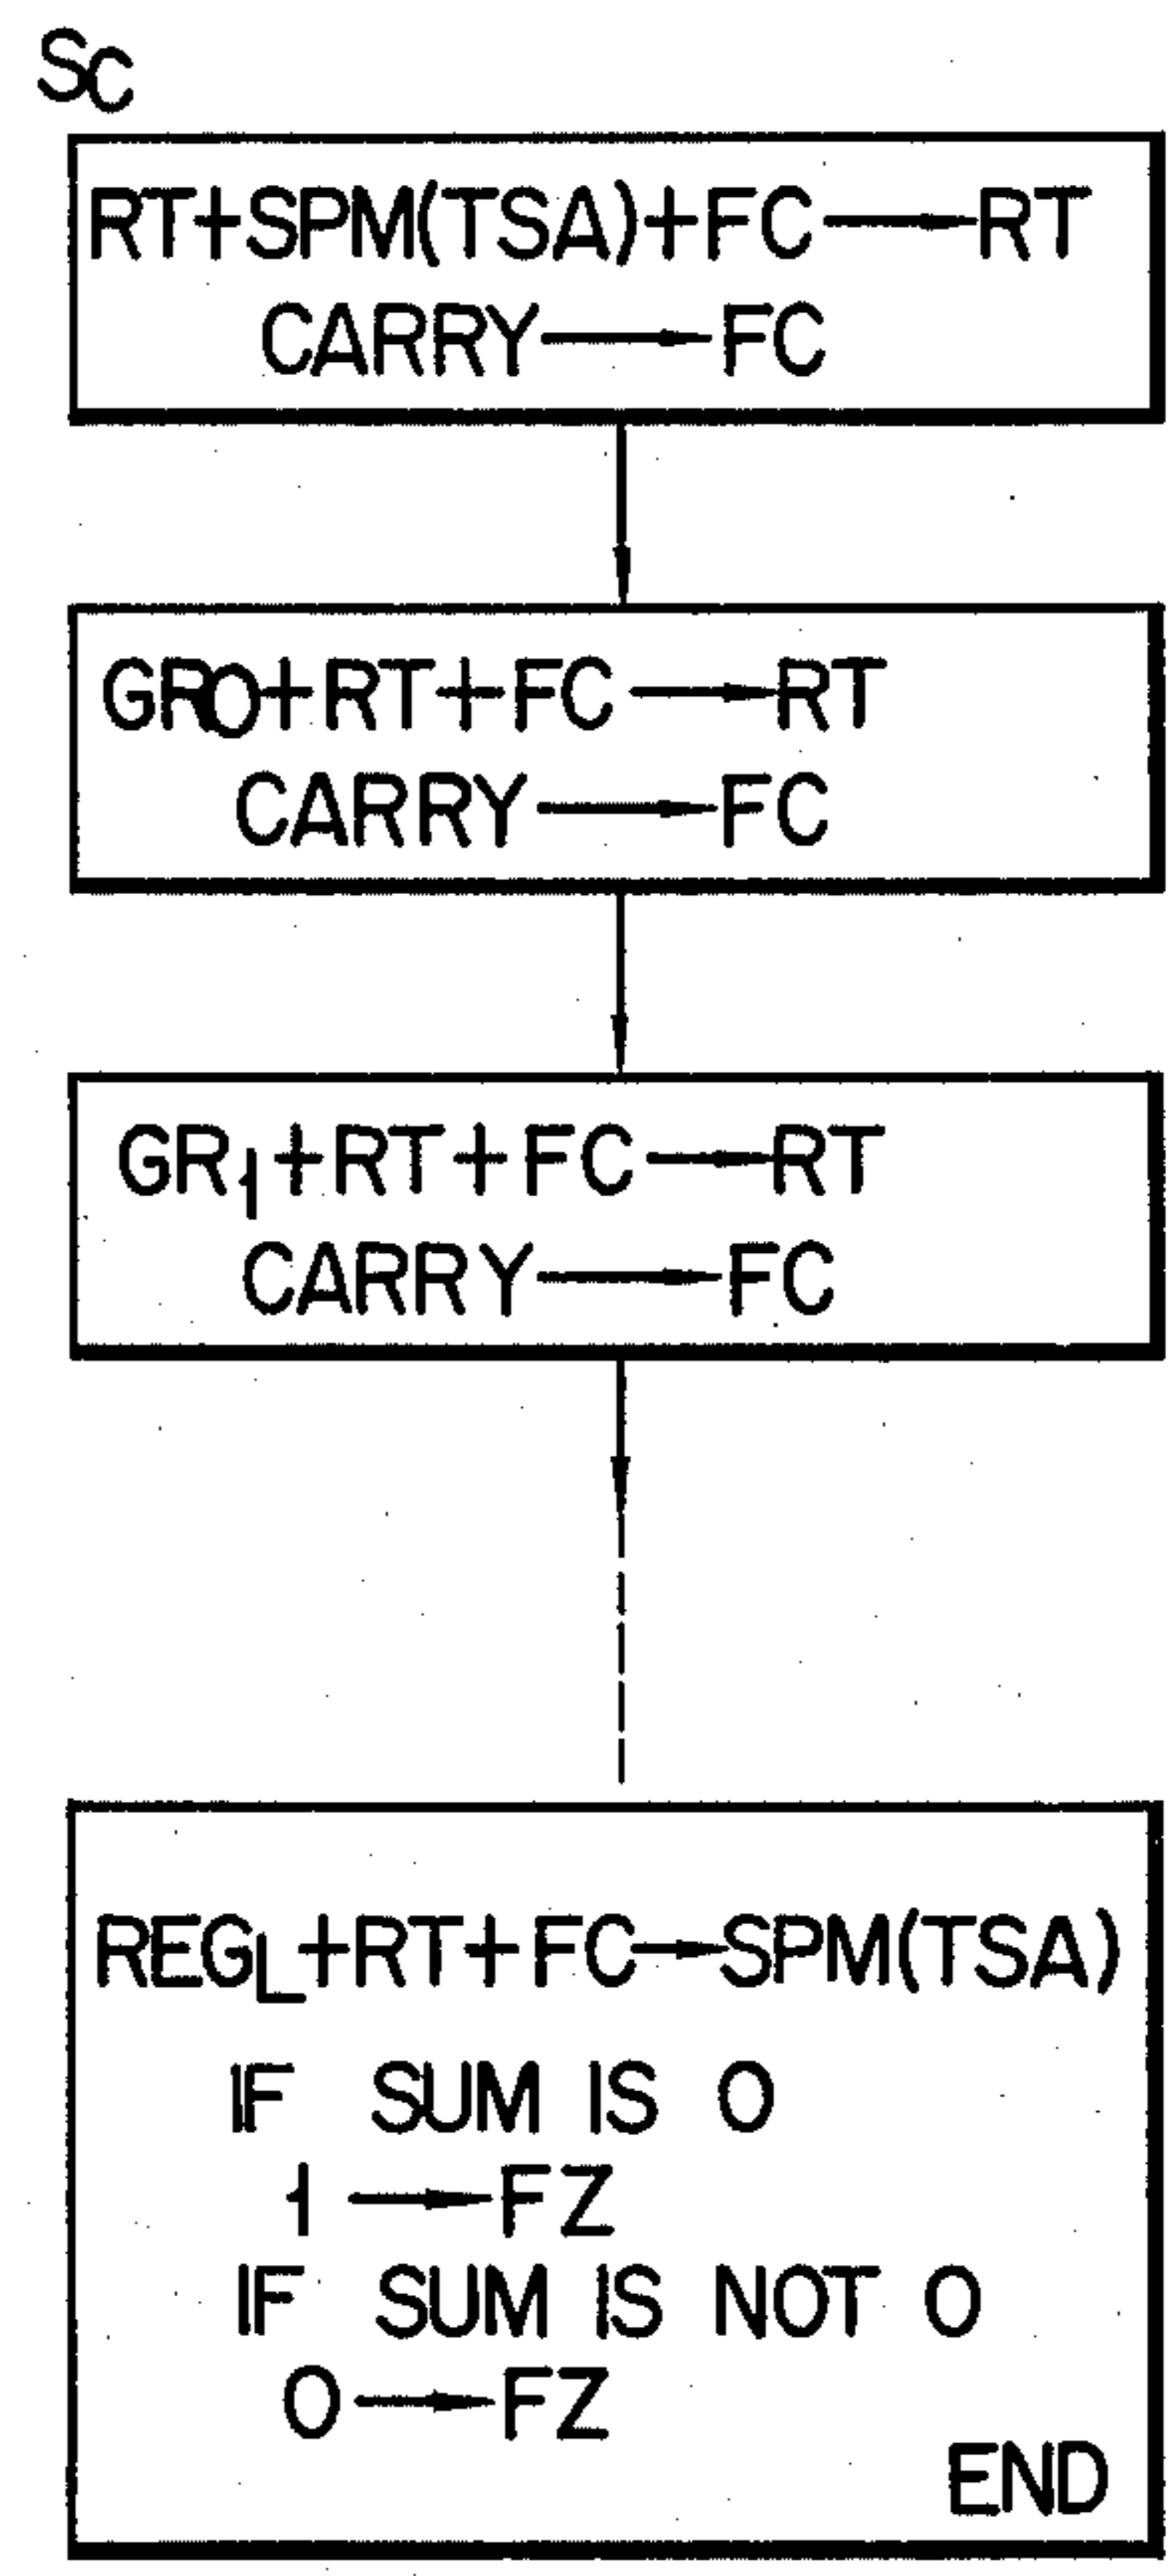 SC
RT+SPM(TSA)+FC→RT
CARRY→FC
GR0+RT+FC→RT
CARRY→FC
GR1+RT+FC→RT
CARRY→FC
REGL+RT+FC→SPM(TSA)
IF SUM IS 0
1→FZ
IF SUM IS NOT 0
0→FZ
END